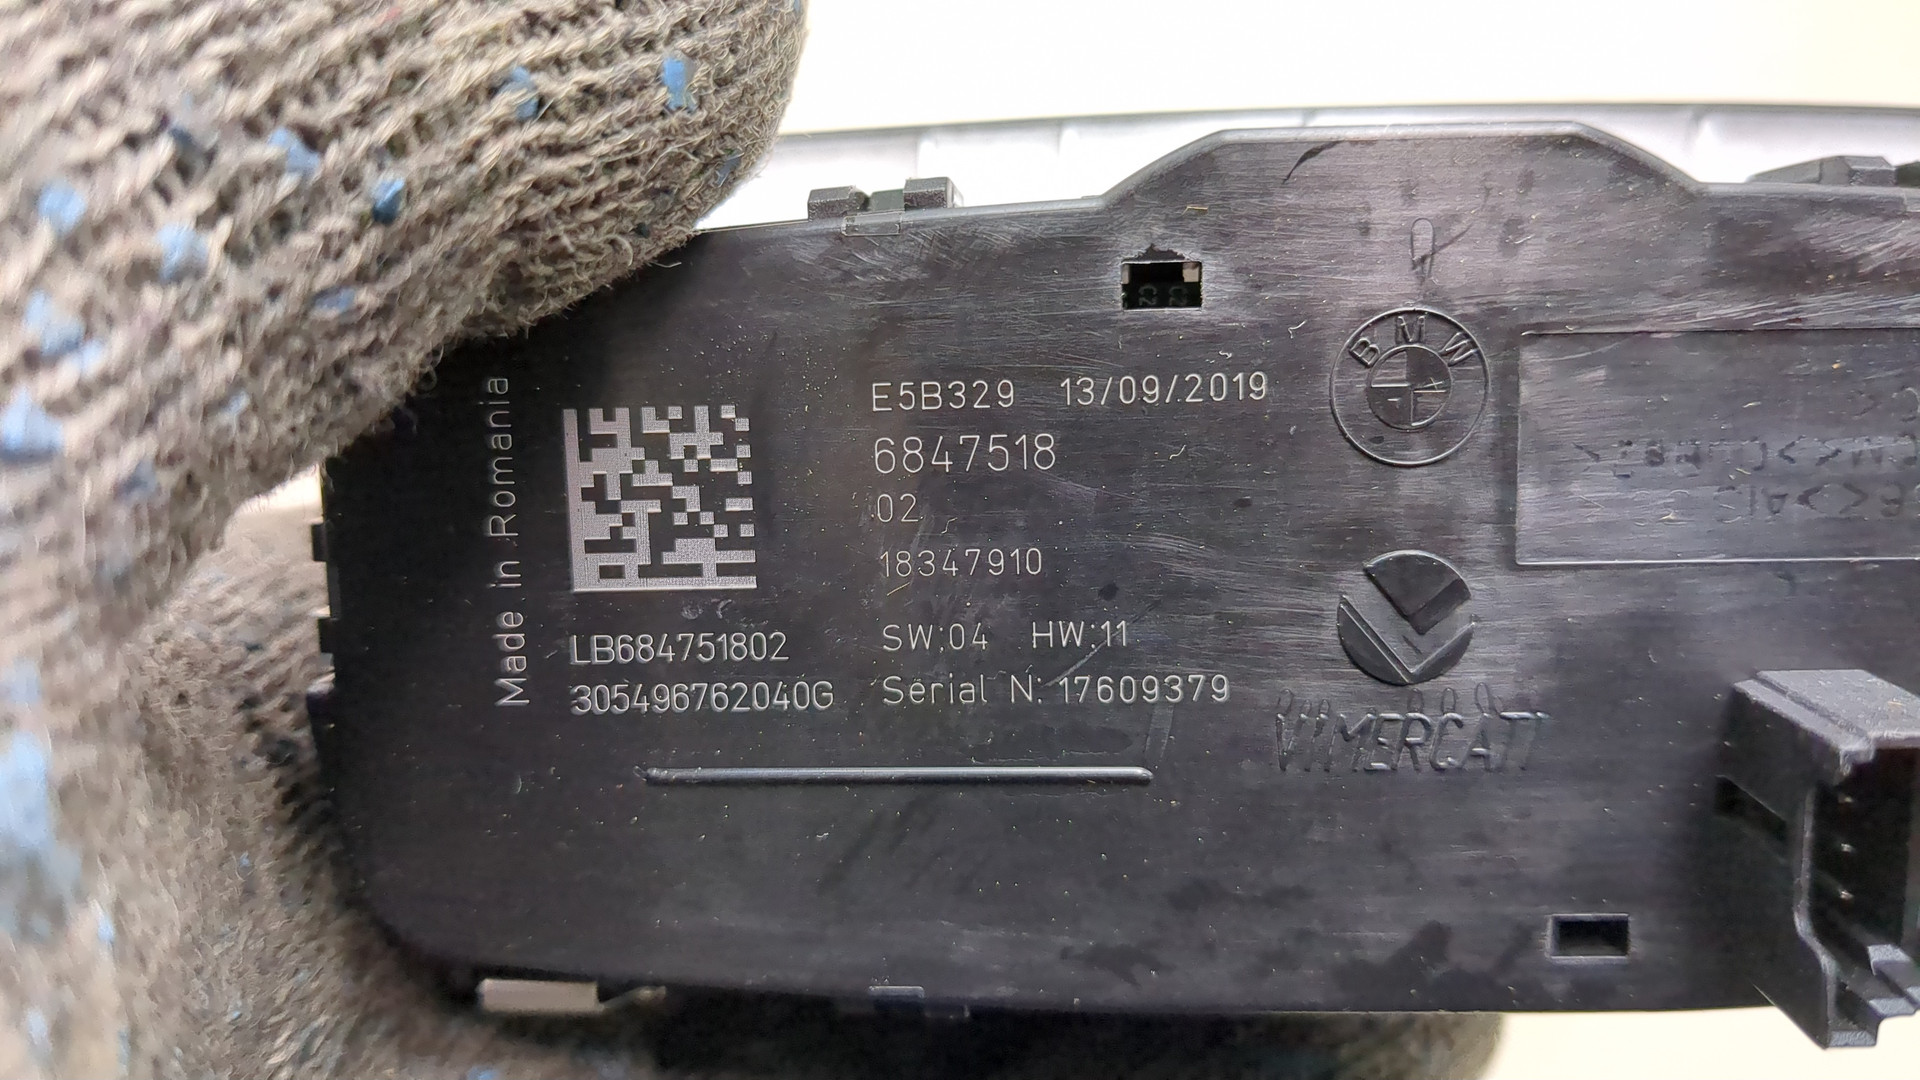 Made in Romania
E5B329 13/09/2019
6847518
02
18347910
LB684751802
305496762040G
SW:04 HW:11
Serial N: 17609379
BMW
VIMERCATI
C2